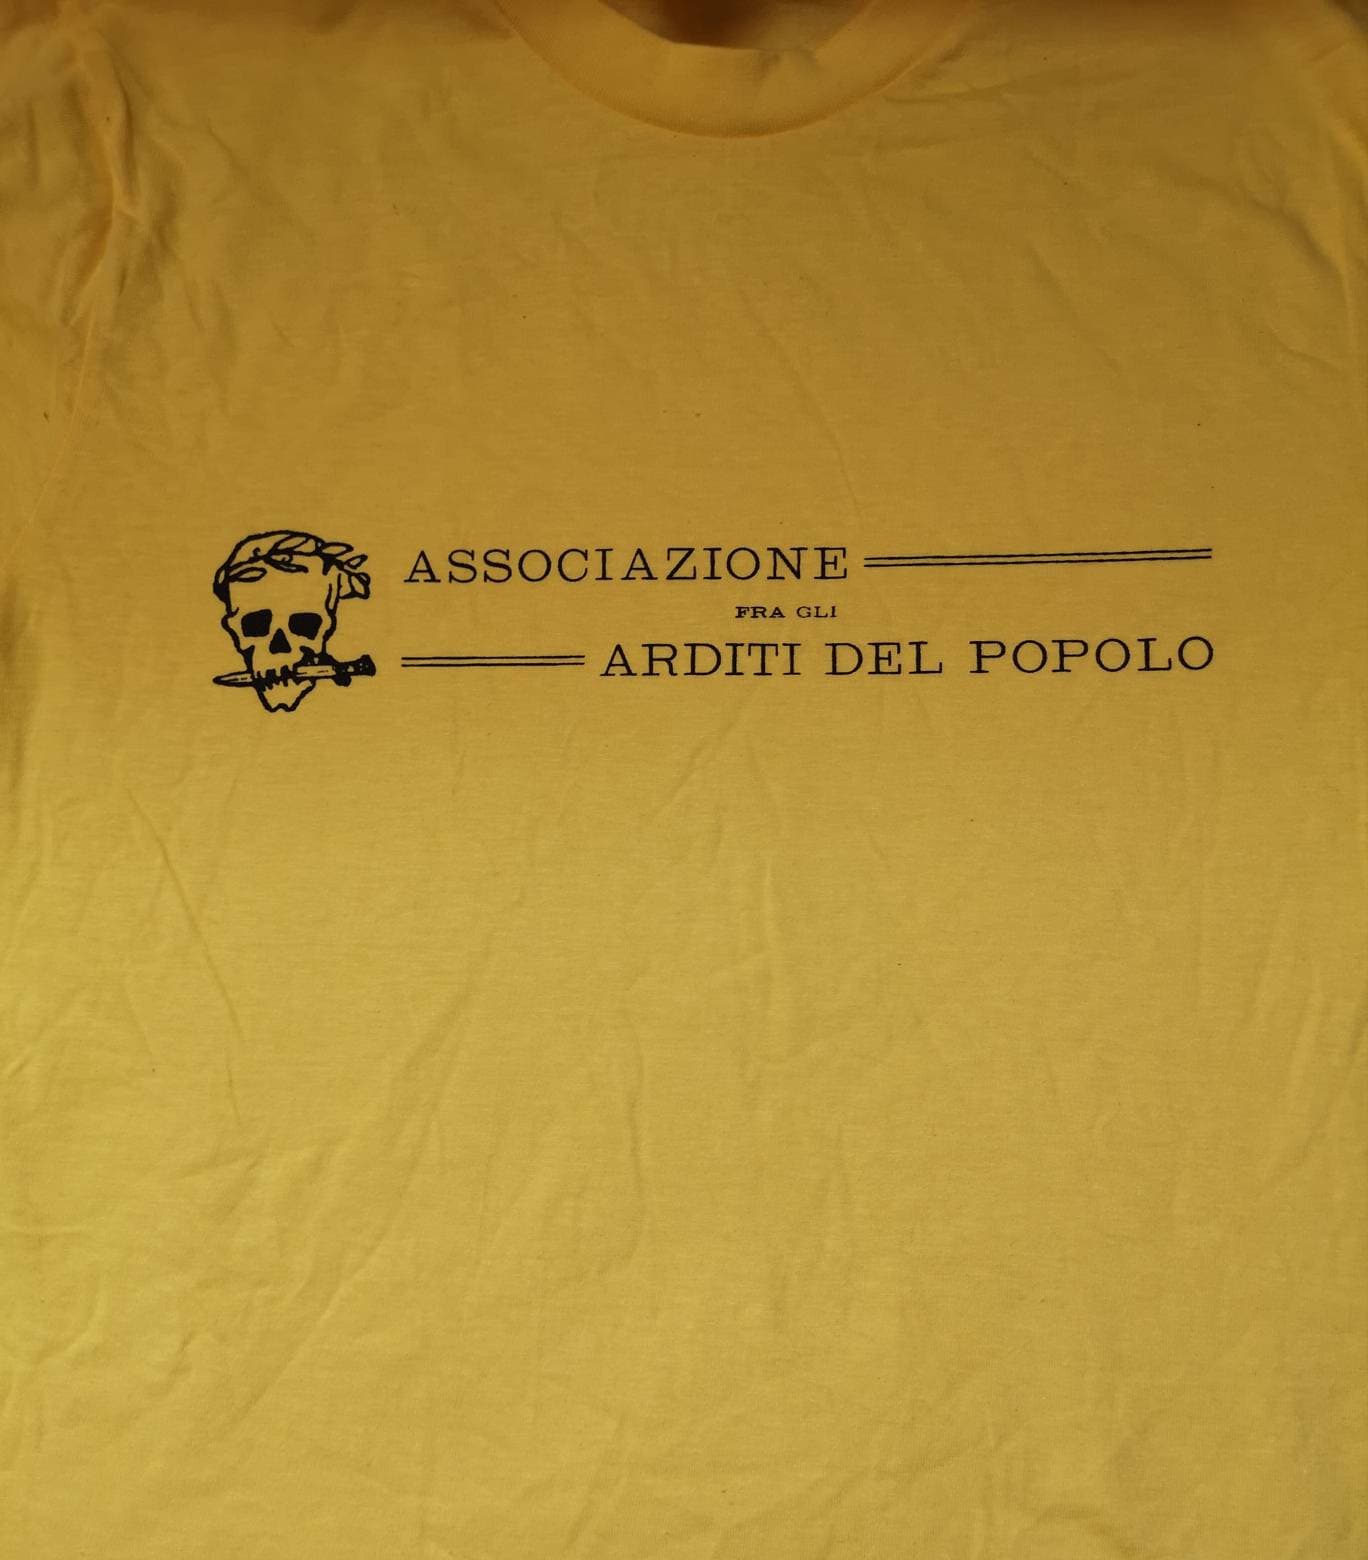 ASSOCIAZIONE
FRA GLI
ARDITI DEL POPOLO